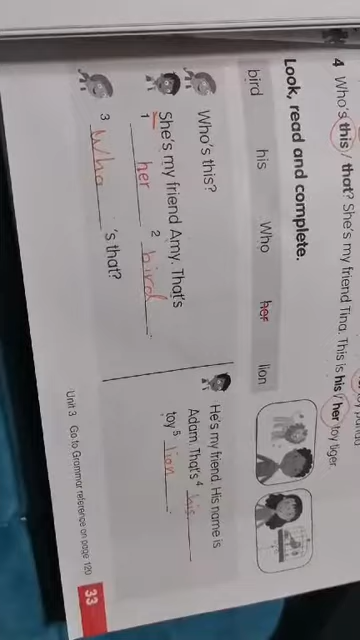 4 Who's this / that? She's my friend Tina. This is his / her toy tiger.
Look, read and complete.
bird his Who her lion
Who's this?
She's my friend Amy. That's
1 her 2 bird.
3 Who 's that?
He's my friend. His name is
Adam. That's 4 his
toy 5 lion.
Unit 3 Go to Grammar reference on page 120
33